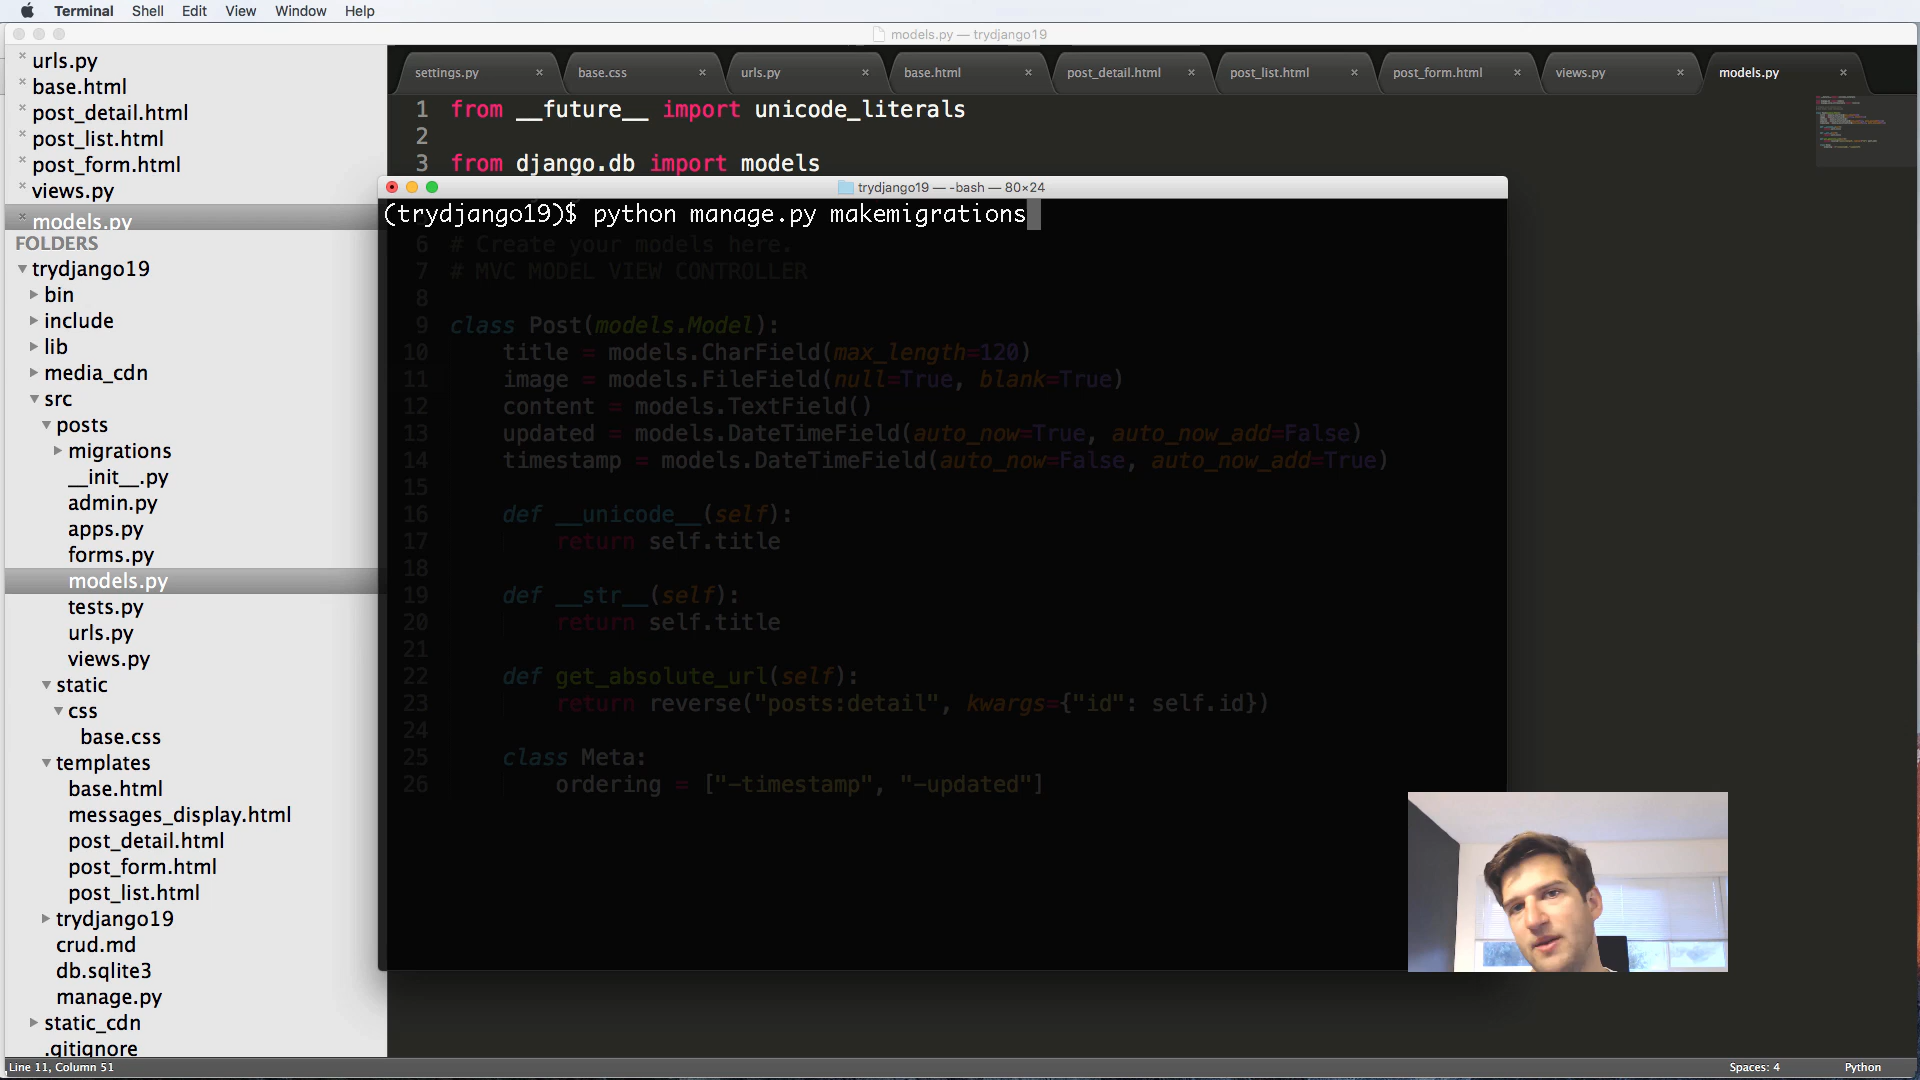 Terminal Shell Edit View Window Help
models.py — trydjango19
urls.py
base.html
post_detail.html
post_list.html
post_form.html
views.py
models.py
FOLDERS
trydjango19
bin
include
lib
media_cdn
src
posts
migrations
__init__.py
admin.py
apps.py
forms.py
models.py
tests.py
urls.py
views.py
static
css
base.css
templates
base.html
messages_display.html
post_detail.html
post_form.html
post_list.html
trydjango19
crud.md
db.sqlite3
manage.py
static_cdn
.gitignore
settings.py base.css urls.py base.html post_detail.html post_list.html post_form.html views.py models.py
1 from __future__ import unicode_literals
2
3 from django.db import models
trydjango19 — -bash — 80×24
(trydjango19)$ python manage.py makemigrations
6 # Create your models here.
7 # MVC MODEL VIEW CONTROLLER
8
9 class Post(models.Model):
10 title = models.CharField(max_length=120)
11 image = models.FileField(null=True, blank=True)
12 content = models.TextField()
13 updated = models.DateTimeField(auto_now=True, auto_now_add=False)
14 timestamp = models.DateTimeField(auto_now=False, auto_now_add=True)
15
16 def __unicode__(self):
17 return self.title
18
19 def __str__(self):
20 return self.title
21
22 def get_absolute_url(self):
23 return reverse("posts:detail", kwargs={"id": self.id})
24
25 class Meta:
26 ordering = ["-timestamp", "-updated"]
Line 11, Column 51
Spaces: 4 Python